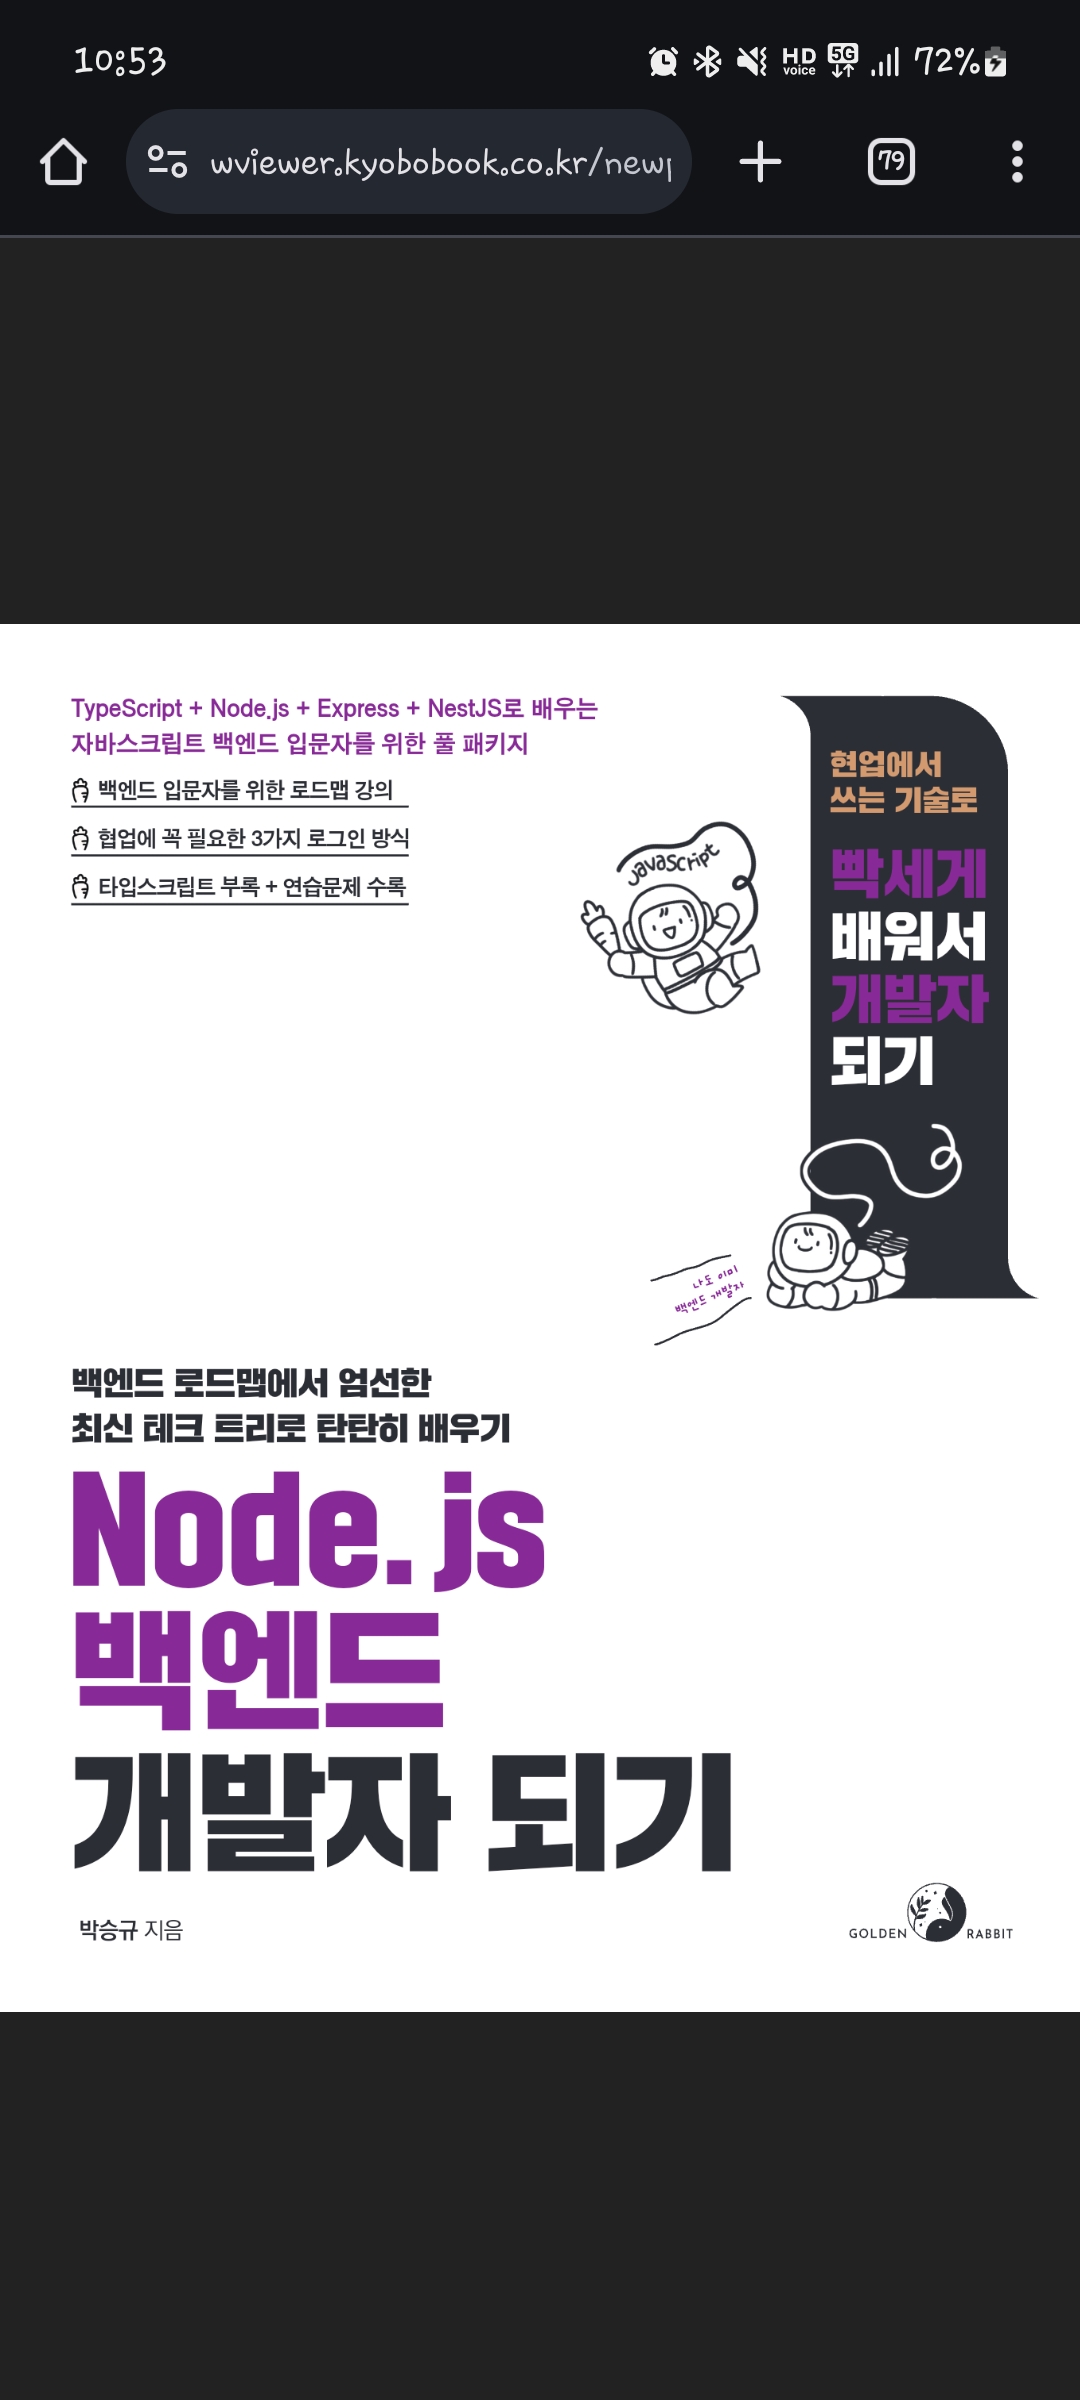 10:53
HD voice
5G
72%
wviewer.kyobobook.co.kr/newp
79
TypeScript + Node.js + Express + NestJS로 배우는
자바스크립트 백엔드 입문자를 위한 풀 패키지
백엔드 입문자를 위한 로드맵 강의
협업에 꼭 필요한 3가지 로그인 방식
타입스크립트 부록 + 연습문제 수록
JavaScript
현업에서
쓰는 기술로
빡세게
배워서
개발자
되기
나도 이미
백엔드 개발자
백엔드 로드맵에서 엄선한
최신 테크 트리로 탄탄히 배우기
Node.js
백엔드
개발자 되기
박승규 지음
GOLDEN RABBIT